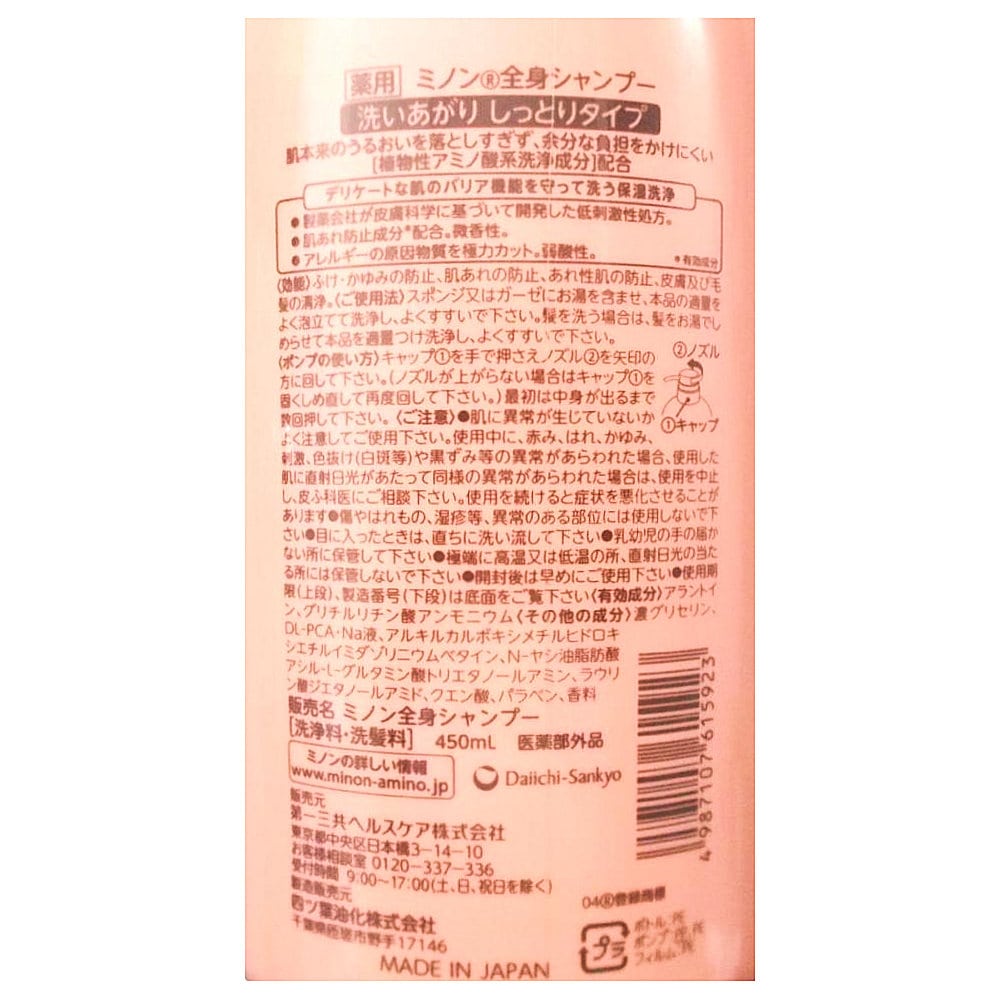 薬用 ミノン®全身シャンプー
洗いあがり しっとりタイプ
肌本来のうるおいを落としすぎず、余分な負担をかけにくい
[植物性アミノ酸系洗浄成分]配合
デリケートな肌のバリア機能を守って洗う保湿洗浄
●製薬会社が皮膚科学に基づいて開発した低刺激性処方。
●肌あれ防止成分*配合。微香性。
●アレルギーの原因物質を極力カット。弱酸性。 *有効成分
〈効能〉ふけ・かゆみの防止、肌あれの防止、あれ性肌の防止、皮膚及び毛
髪の清浄。〈ご使用法〉スポンジ又はガーゼにお湯を含ませ、本品の適量を
よく泡立てて洗浄し、よくすすいで下さい。髪を洗う場合は、髪をお湯でし
めらせて本品を適量つけ洗浄し、よくすすいで下さい。
〈ポンプの使い方〉キャップ①を手で押さえノズル②を矢印の
方に回して下さい。(ノズルが上がらない場合はキャップ①を
固くしめ直して再度回して下さい。)最初は中身が出るまで
数回押して下さい。〈ご注意〉●肌に異常が生じていないか
よく注意してご使用下さい。使用中に、赤み、はれ、かゆみ、
②ノズル
①キャップ
刺激、色抜け(白斑等)や黒ずみ等の異常があらわれた場合、使用した
肌に直射日光があたって同様の異常があらわれた場合は、使用を中止
し、皮ふ科医にご相談下さい。使用を続けると症状を悪化させることが
あります●傷やはれもの、湿疹等、異常のある部位には使用しないで下
さい●目に入ったときは、直ちに洗い流して下さい●乳幼児の手の届か
ない所に保管して下さい●極端に高温又は低温の所、直射日光の当た
る所には保管しないで下さい●開封後は早めにご使用下さい●使用期
限(上段)、製造番号(下段)は底面をご覧下さい〈有効成分〉アラントイ
ン、グリチルリチン酸アンモニウム〈その他の成分〉濃グリセリン、
DL-PCA・Na液、アルキルカルボキシメチルヒドロキ
シエチルイミダゾリニウムベタイン、N-ヤシ油脂肪酸
アシル-L-グルタミン酸トリエタノールアミン、ラウリ
ン酸ジエタノールアミド、クエン酸、パラベン、香料
販売名 ミノン全身シャンプー
[洗浄料・洗髪料] 450mL 医薬部外品
ミノンの詳しい情報
www.minon-amino.jp
Daiichi-Sankyo
4987107615923
販売元
第一三共ヘルスケア株式会社
東京都中央区日本橋3-14-10
お客様相談室 0120-337-336
受付時間 9:00~17:00(土、日、祝日を除く)
製造販売元
四ツ葉油化株式会社
千葉県匝瑳市野手17146
MADE IN JAPAN
04®登録商標
プラ
ボトル:PE
ポンプ:PP, PE
フィルム:PE